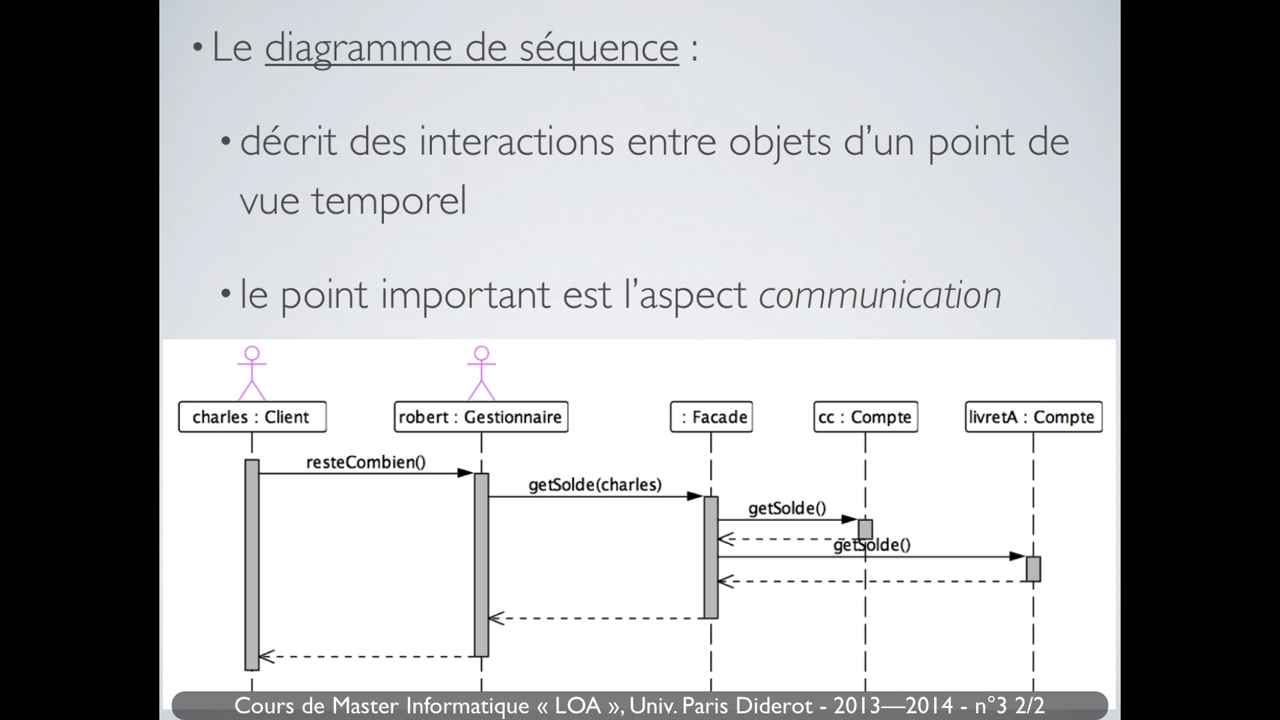 • Le diagramme de séquence :
• décrit des interactions entre objets d’un point de
vue temporel
• le point important est l’aspect communication
charles : Client
robert : Gestionnaire
: Facade
cc : Compte
livretA : Compte
resteCombien()
getSolde(charles)
getSolde()
getSolde()
Cours de Master Informatique « LOA », Univ. Paris Diderot - 2013—2014 - n°3 2/2